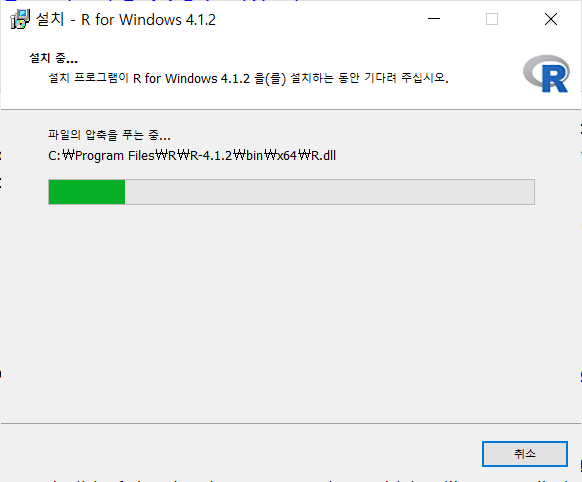 설치 - R for Windows 4.1.2
설치 중...
설치 프로그램이 R for Windows 4.1.2 을(를) 설치하는 동안 기다려 주십시오.
R
파일의 압축을 푸는 중...
C:₩Program Files₩R₩R-4.1.2₩bin₩x64₩R.dll
취소